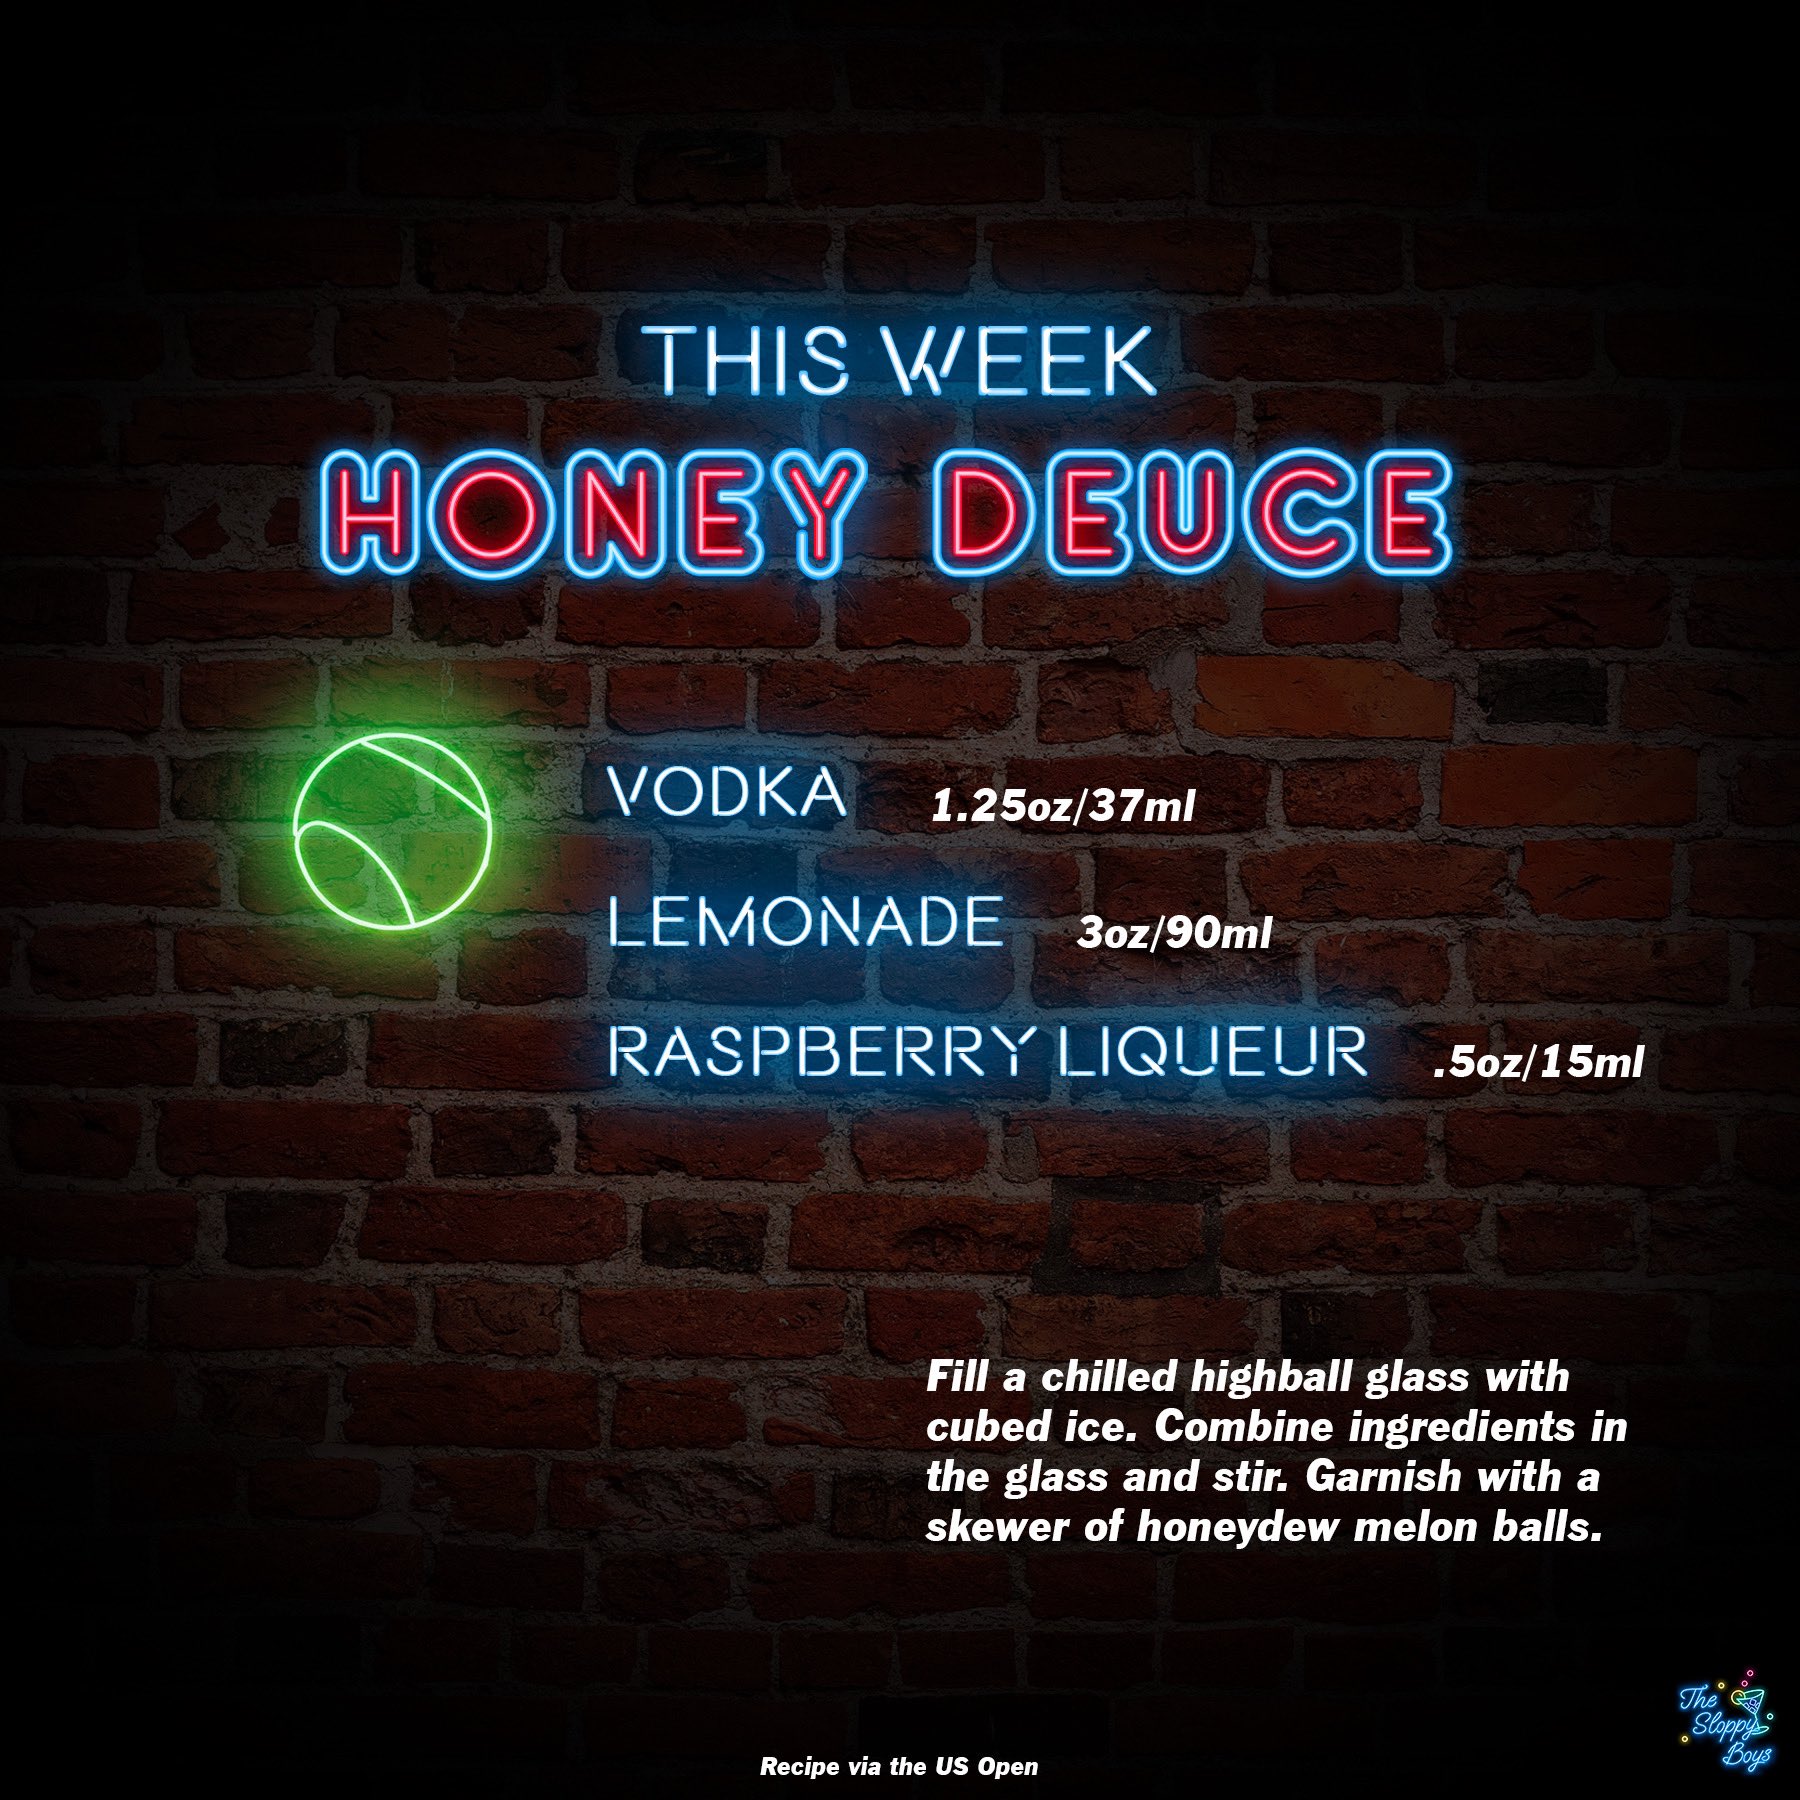 THIS WEEK
HONEY DEUCE
VODKA 1.25oz/37ml
LEMONADE 3oz/90ml
RASPBERRY LIQUEUR .5oz/15ml
Fill a chilled highball glass with
cubed ice. Combine ingredients in
the glass and stir. Garnish with a
skewer of honeydew melon balls.
The
Sloppy
Boys
Recipe via the US Open